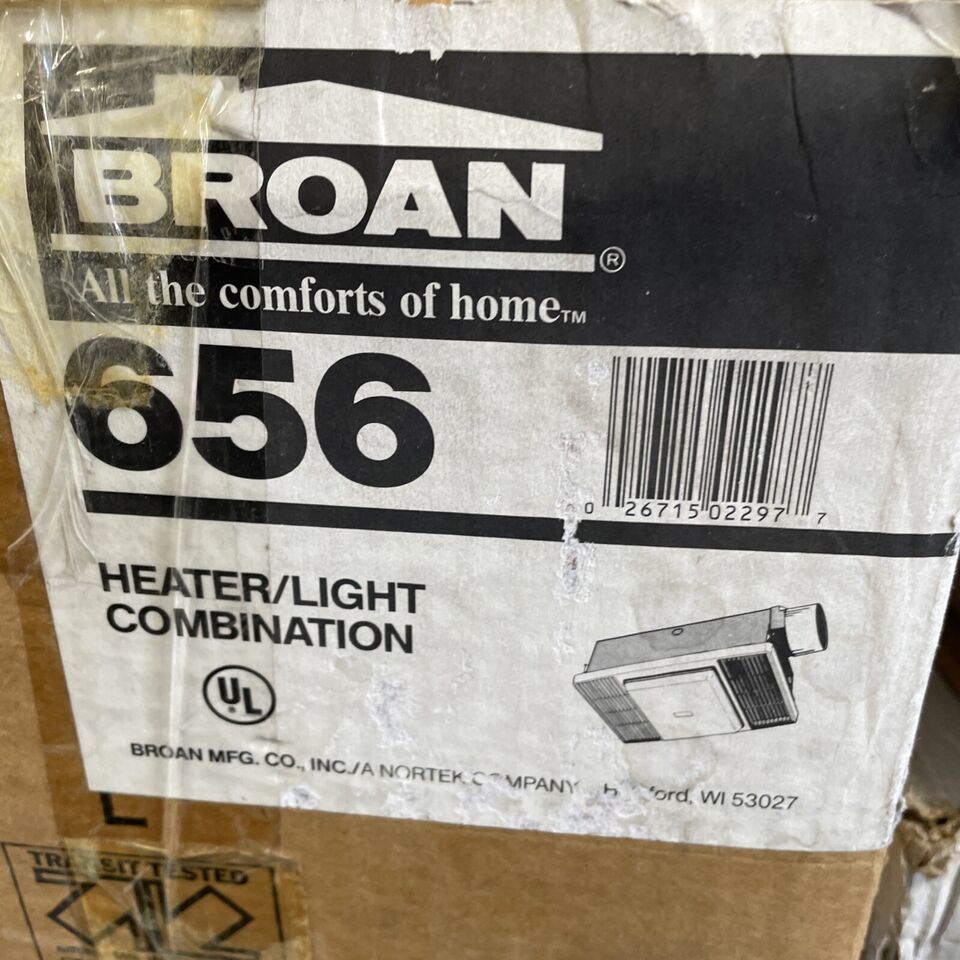 BROAN ®
All the comforts of home™
656
0 26715 02297 7
HEATER/LIGHT
COMBINATION
UL
BROAN MFG. CO., INC./A NORTEK COMPANY WI 53027
L
TRANSIT TESTED